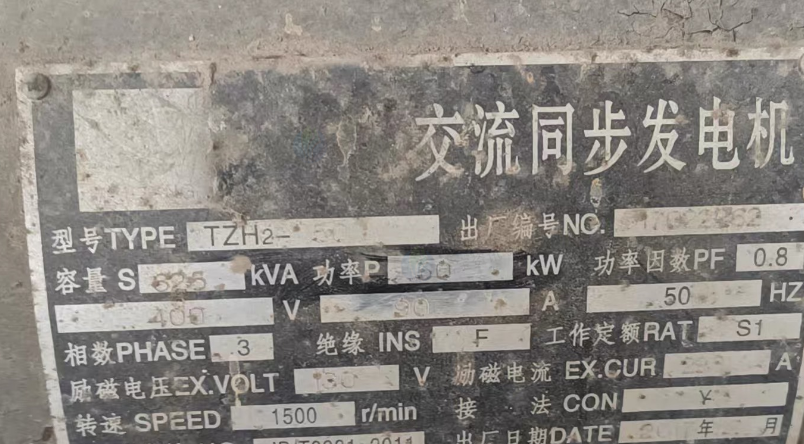 交流同步发电机
型号TYPE TZH2- 出厂编号NO.
容量 S kVA 功率P 50 kW 功率因数PF 0.8
400 V A 50 HZ
相数PHASE 3 绝缘 INS F 工作定额RAT S1
励磁电压EX.VOLT V 励磁电流 EX.CUR A
转速 SPEED 1500 r/min 接 法 CON Y
出厂日期DATE 年 月